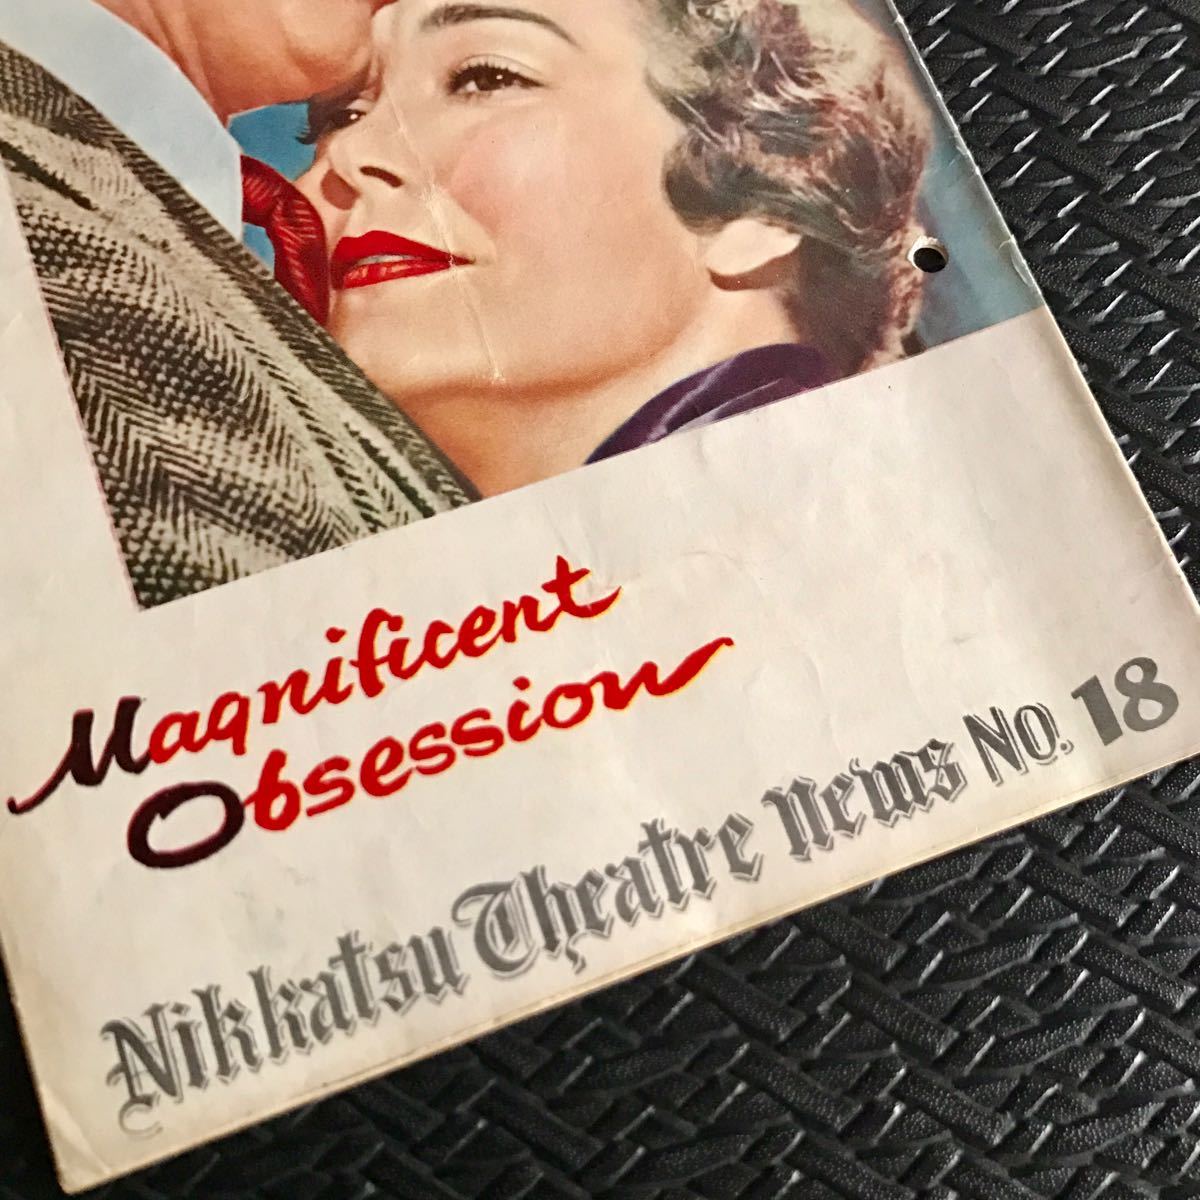 Magnificent
Obsession
Nikkatsu Theatre News No. 18